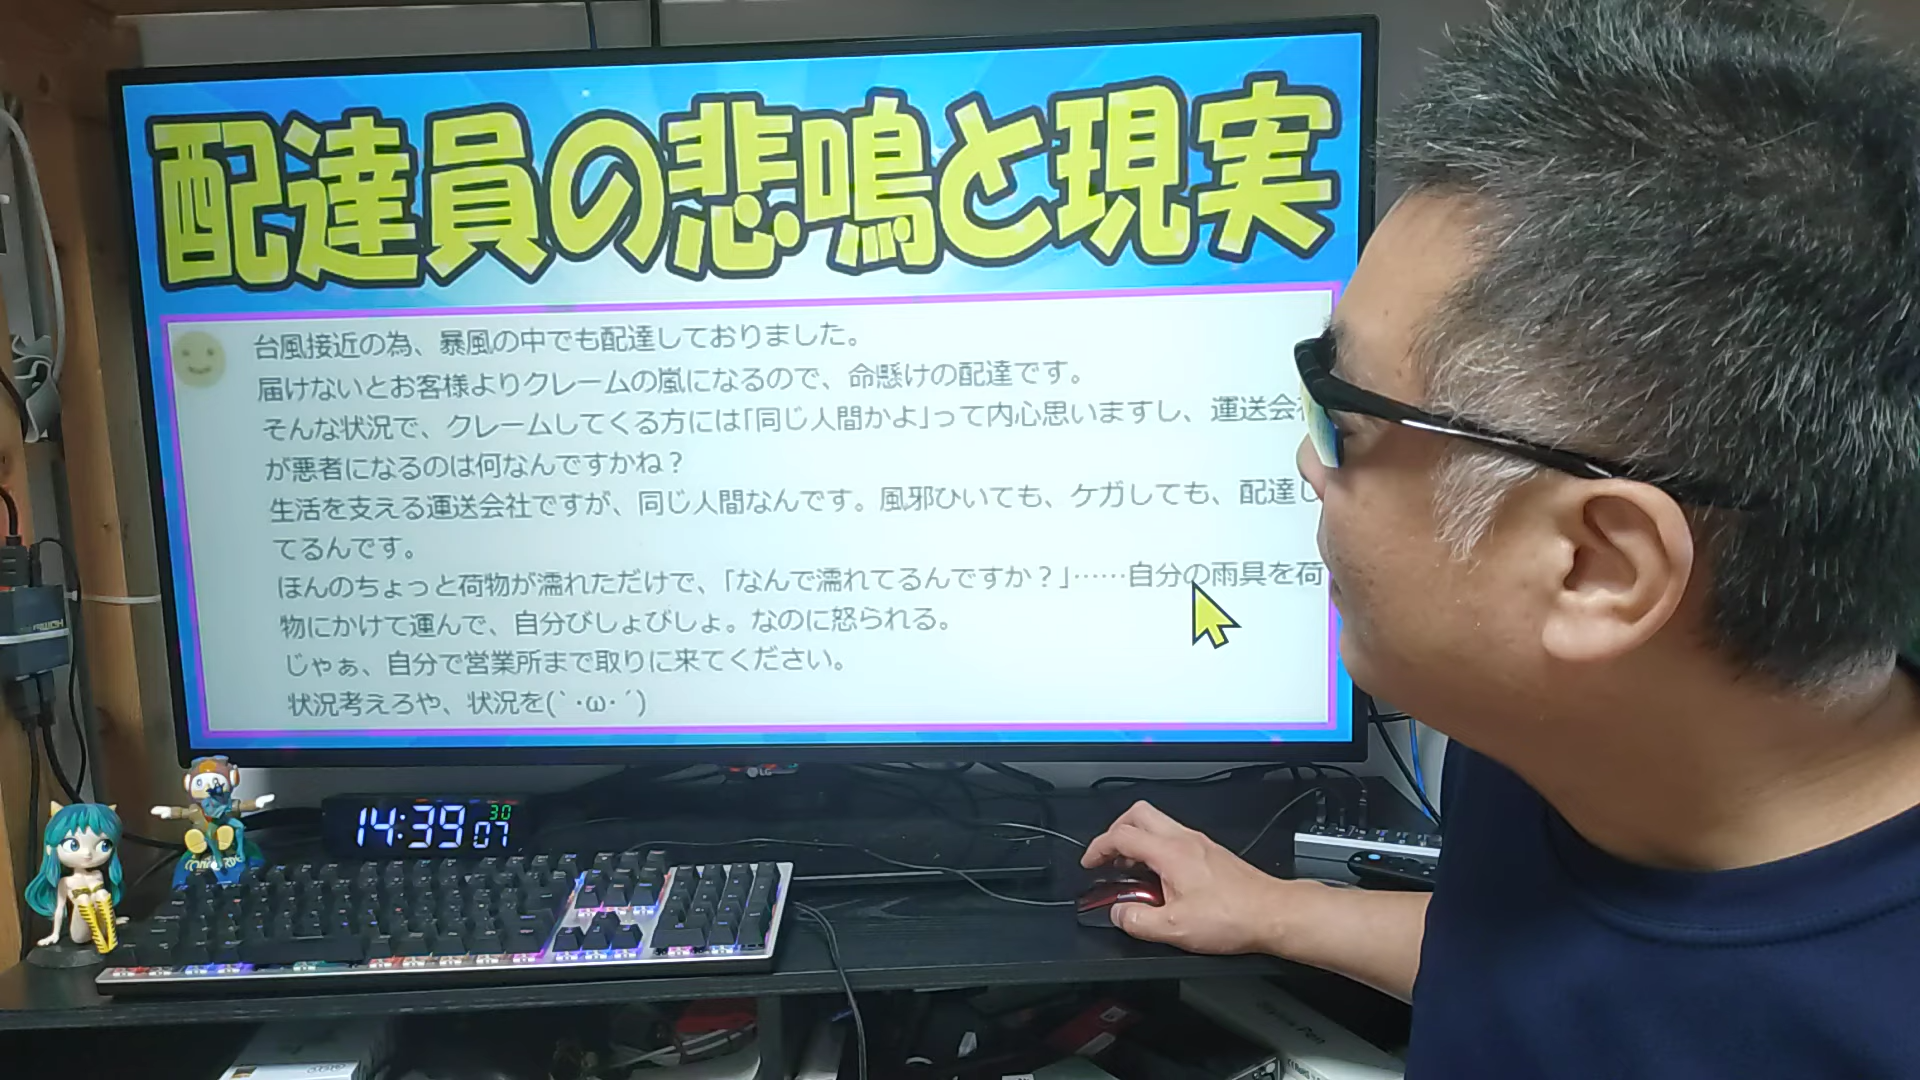 配達員の悲鳴と現実
台風接近の為、暴風の中でも配達しておりました。
届けないとお客様よりクレームの嵐になるので、命懸けの配達です。
そんな状況で、クレームしてくる方には「同じ人間かよ」って内心思いますし、運送会
が悪者になるのは何なんですかね？
生活を支える運送会社ですが、同じ人間なんです。風邪ひいても、ケガしても、配達し
てるんです。
ほんのちょっと荷物が濡れただけで、「なんで濡れてるんですか？」……自分の雨具を荷
物にかけて運んで、自分びしょびしょ。なのに怒られる。
じゃぁ、自分で営業所まで取りに来てください。
状況考えろや、状況を(｀･ω･´)
LG
14:39 30
07